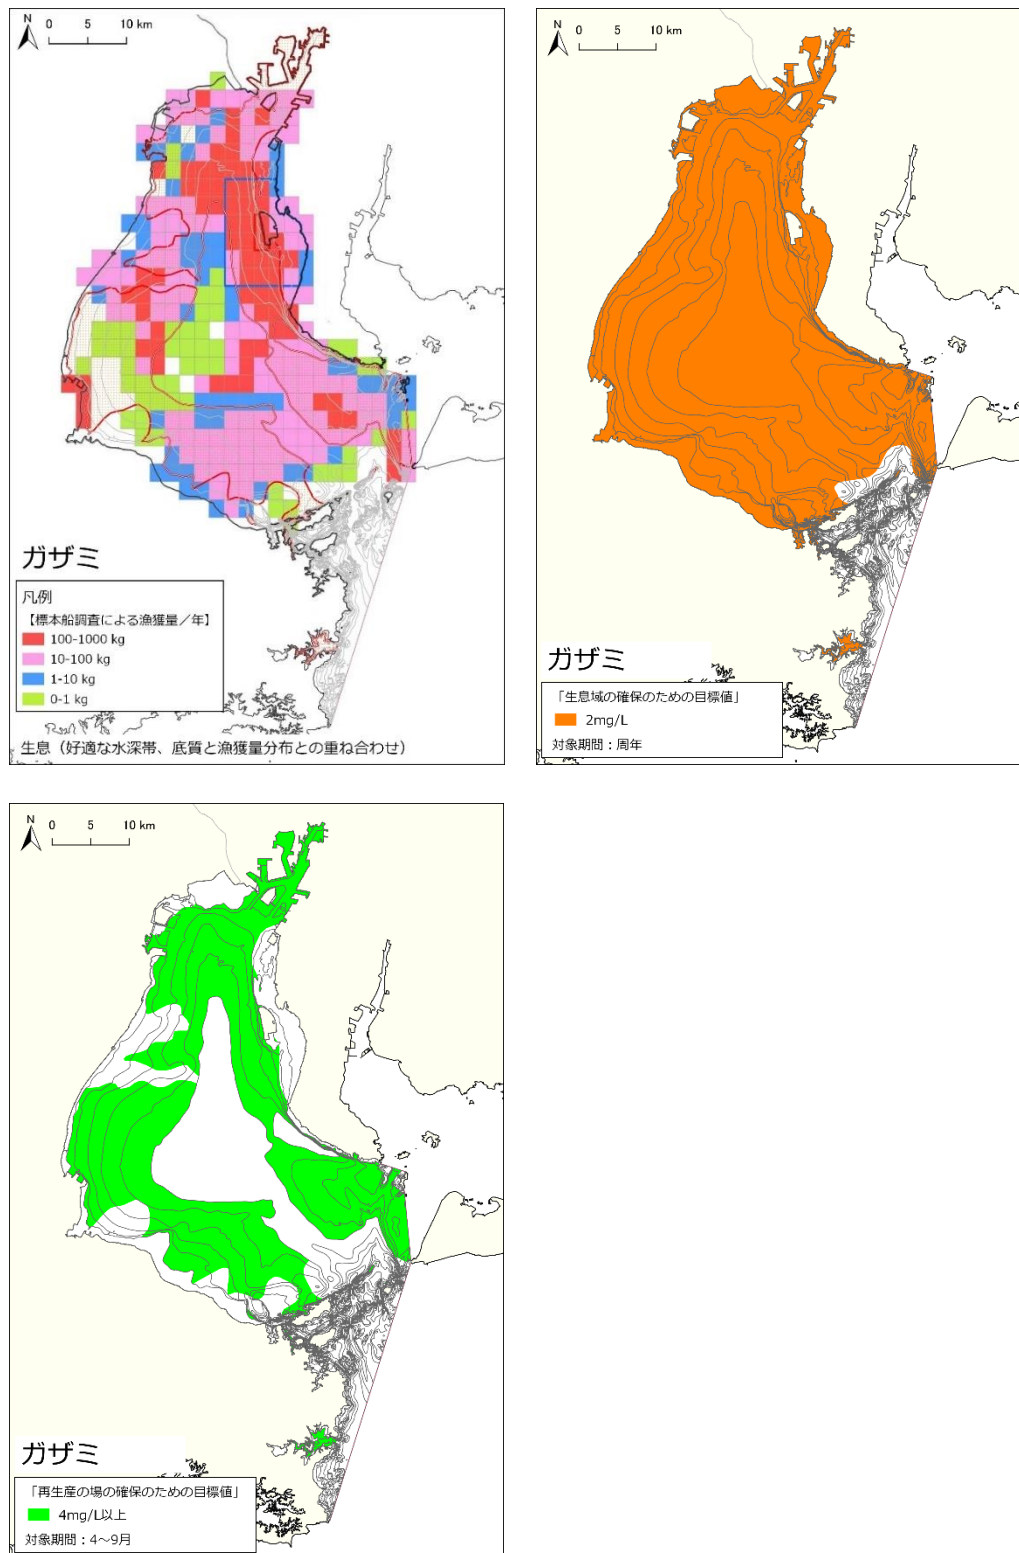 N
0 5 10 km
ガザミ
凡例
【標本船調査による漁獲量／年】
100-1000 kg
10-100 kg
1-10 kg
0-1 kg
生息（好適な水深帯、底質と漁獲量分布との重ね合わせ）
N
0 5 10 km
ガザミ
「生息域の確保のための目標値」
2mg/L
対象期間：周年
N
0 5 10 km
ガザミ
「再生産の場の確保のための目標値」
4mg/L以上
対象期間：4～9月